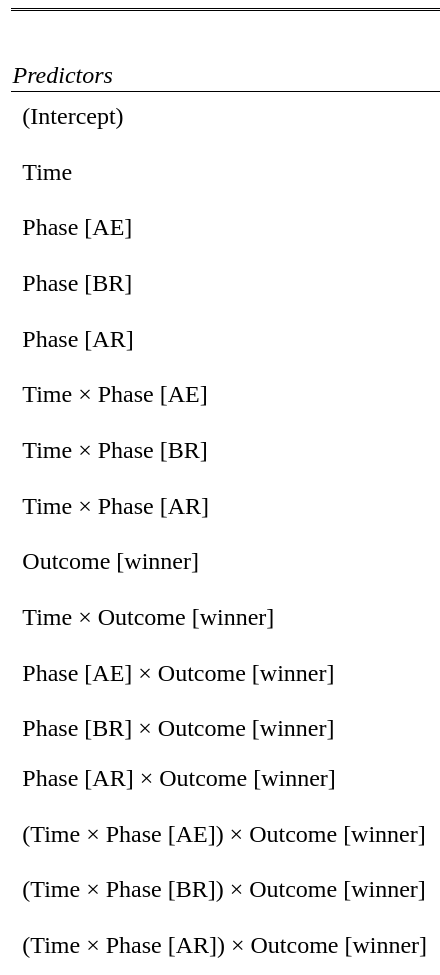 Predictors
(Intercept)
Time
Phase [AE]
Phase [BR]
Phase [AR]
Time × Phase [AE]
Time × Phase [BR]
Time × Phase [AR]
Outcome [winner]
Time × Outcome [winner]
Phase [AE] × Outcome [winner]
Phase [BR] × Outcome [winner]
Phase [AR] × Outcome [winner]
(Time × Phase [AE]) × Outcome [winner]
(Time × Phase [BR]) × Outcome [winner]
(Time × Phase [AR]) × Outcome [winner]